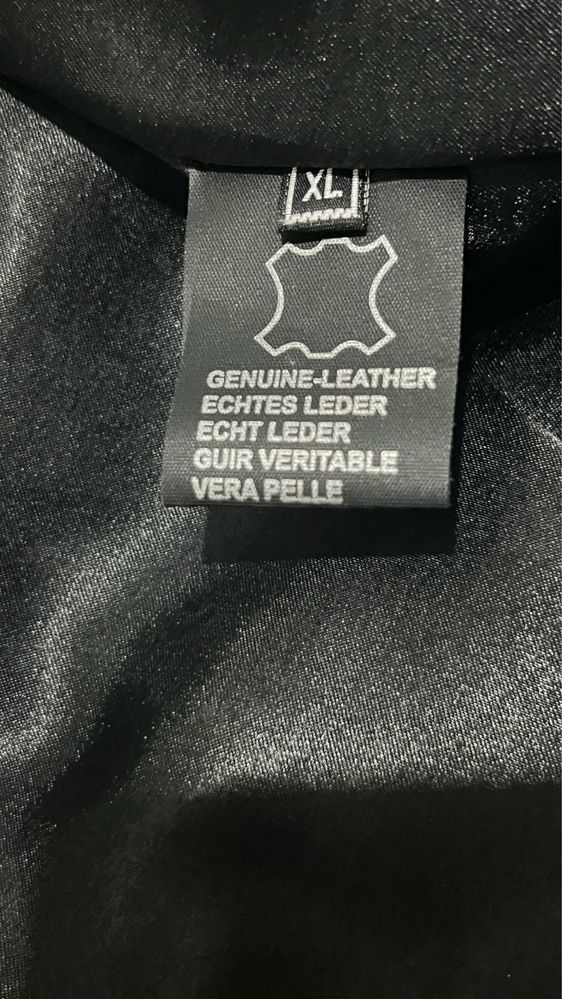 XL
GENUINE-LEATHER
ECHTES LEDER
ECHT LEDER
GUIR VERITABLE
VERA PELLE